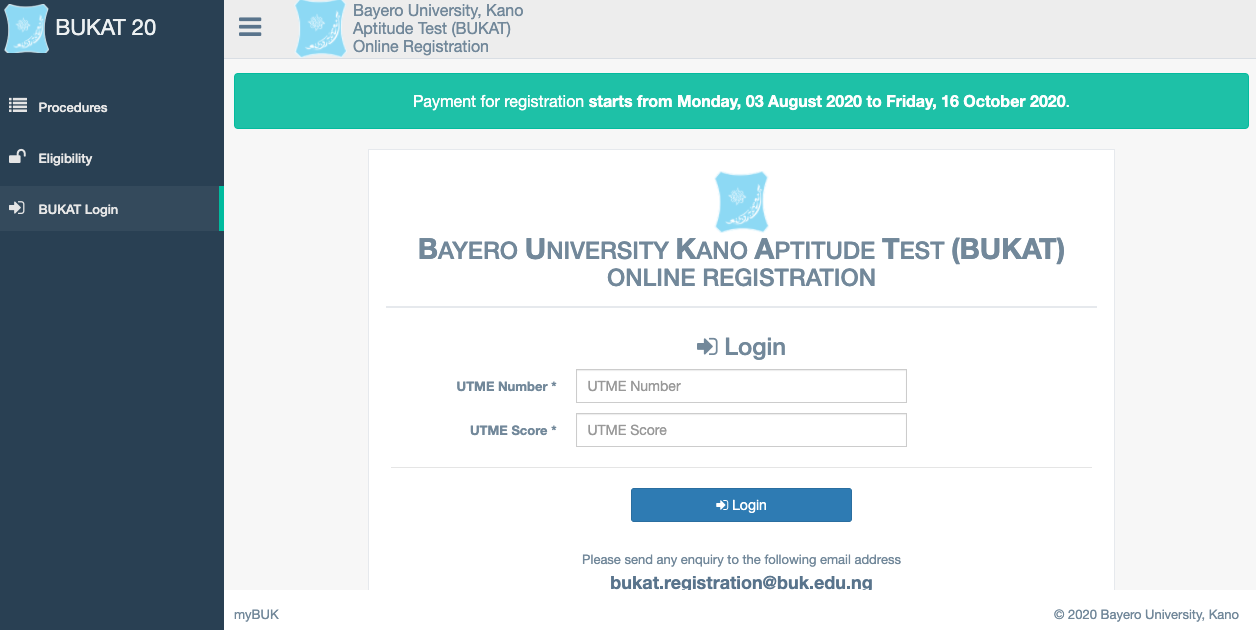 BUKAT 20
Procedures
Eligibility
BUKAT Login
Bayero University, Kano
Aptitude Test (BUKAT)
Online Registration
Payment for registration starts from Monday, 03 August 2020 to Friday, 16 October 2020.
BAYERO UNIVERSITY KANO APTITUDE TEST (BUKAT)
ONLINE REGISTRATION
Login
UTME Number * UTME Number
UTME Score * UTME Score
Login
Please send any enquiry to the following email address
bukat.registration@buk.edu.ng
myBUK © 2020 Bayero University, Kano